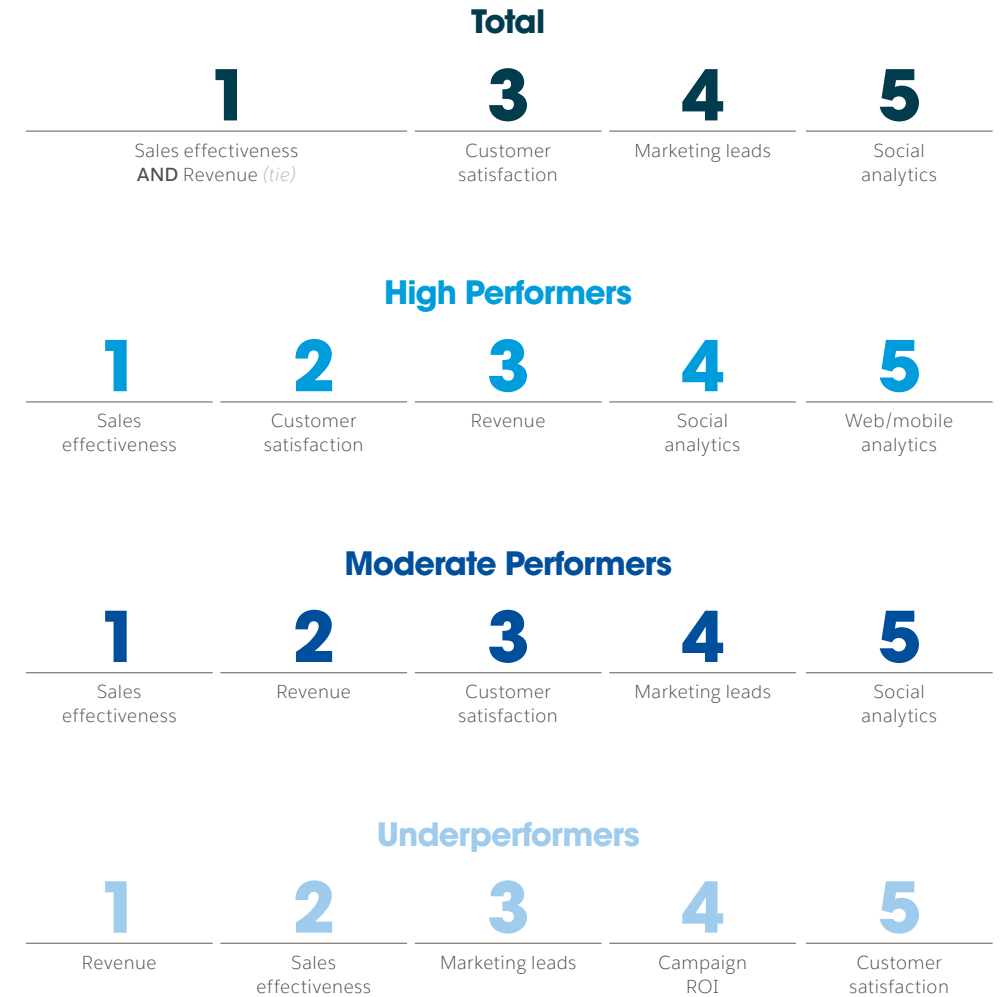 Total
1 3 4 5
Sales effectiveness Customer Marketing leads Social
AND Revenue (tie) satisfaction analytics
High Performers
1 2 3 4 5
Sales Customer Revenue Social Web/mobile
effectiveness satisfaction analytics analytics
Moderate Performers
1 2 3 4 5
Sales Revenue Customer Marketing leads Social
effectiveness satisfaction analytics
Underperformers
1 2 3 4 5
Revenue Sales Marketing leads Campaign Customer
effectiveness ROI satisfaction